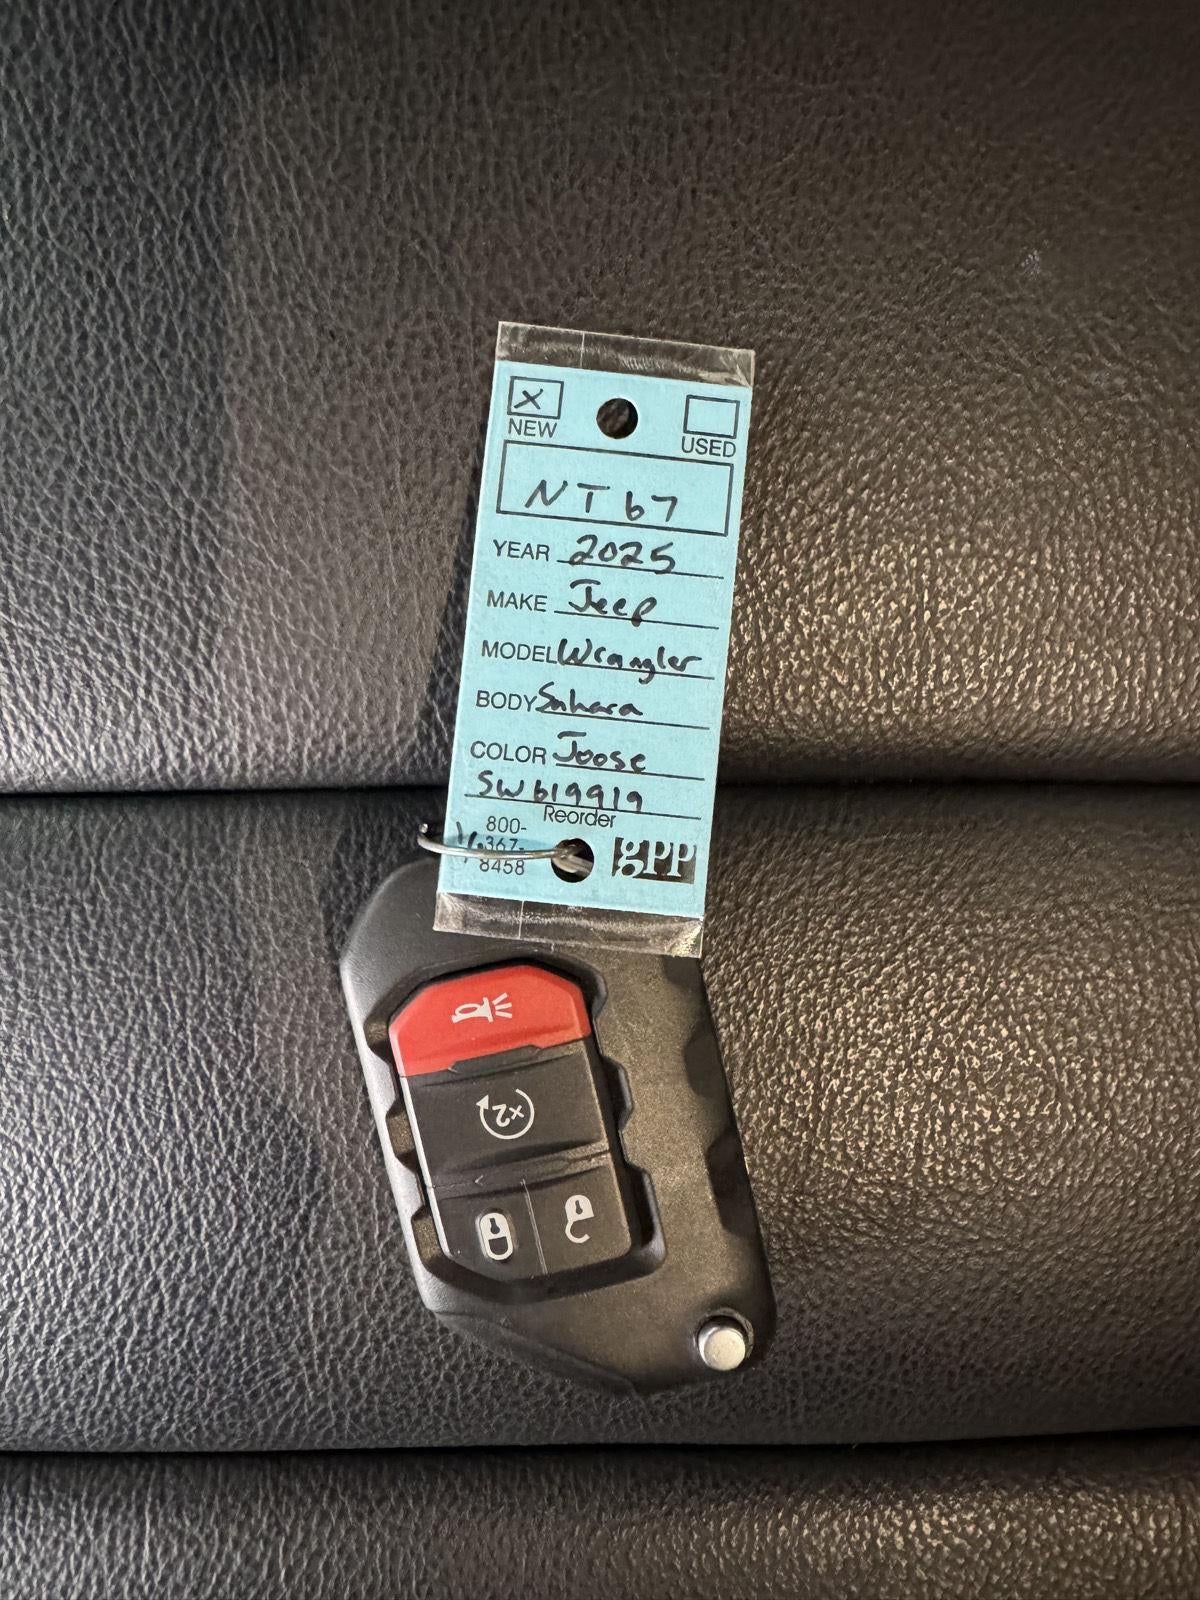 X
NEW USED
NT67
YEAR 2025
MAKE Jeep
MODEL Wrangler
BODY Sahara
COLOR Joose
SW619919
Reorder
800-
367-
8458
gpp
x2